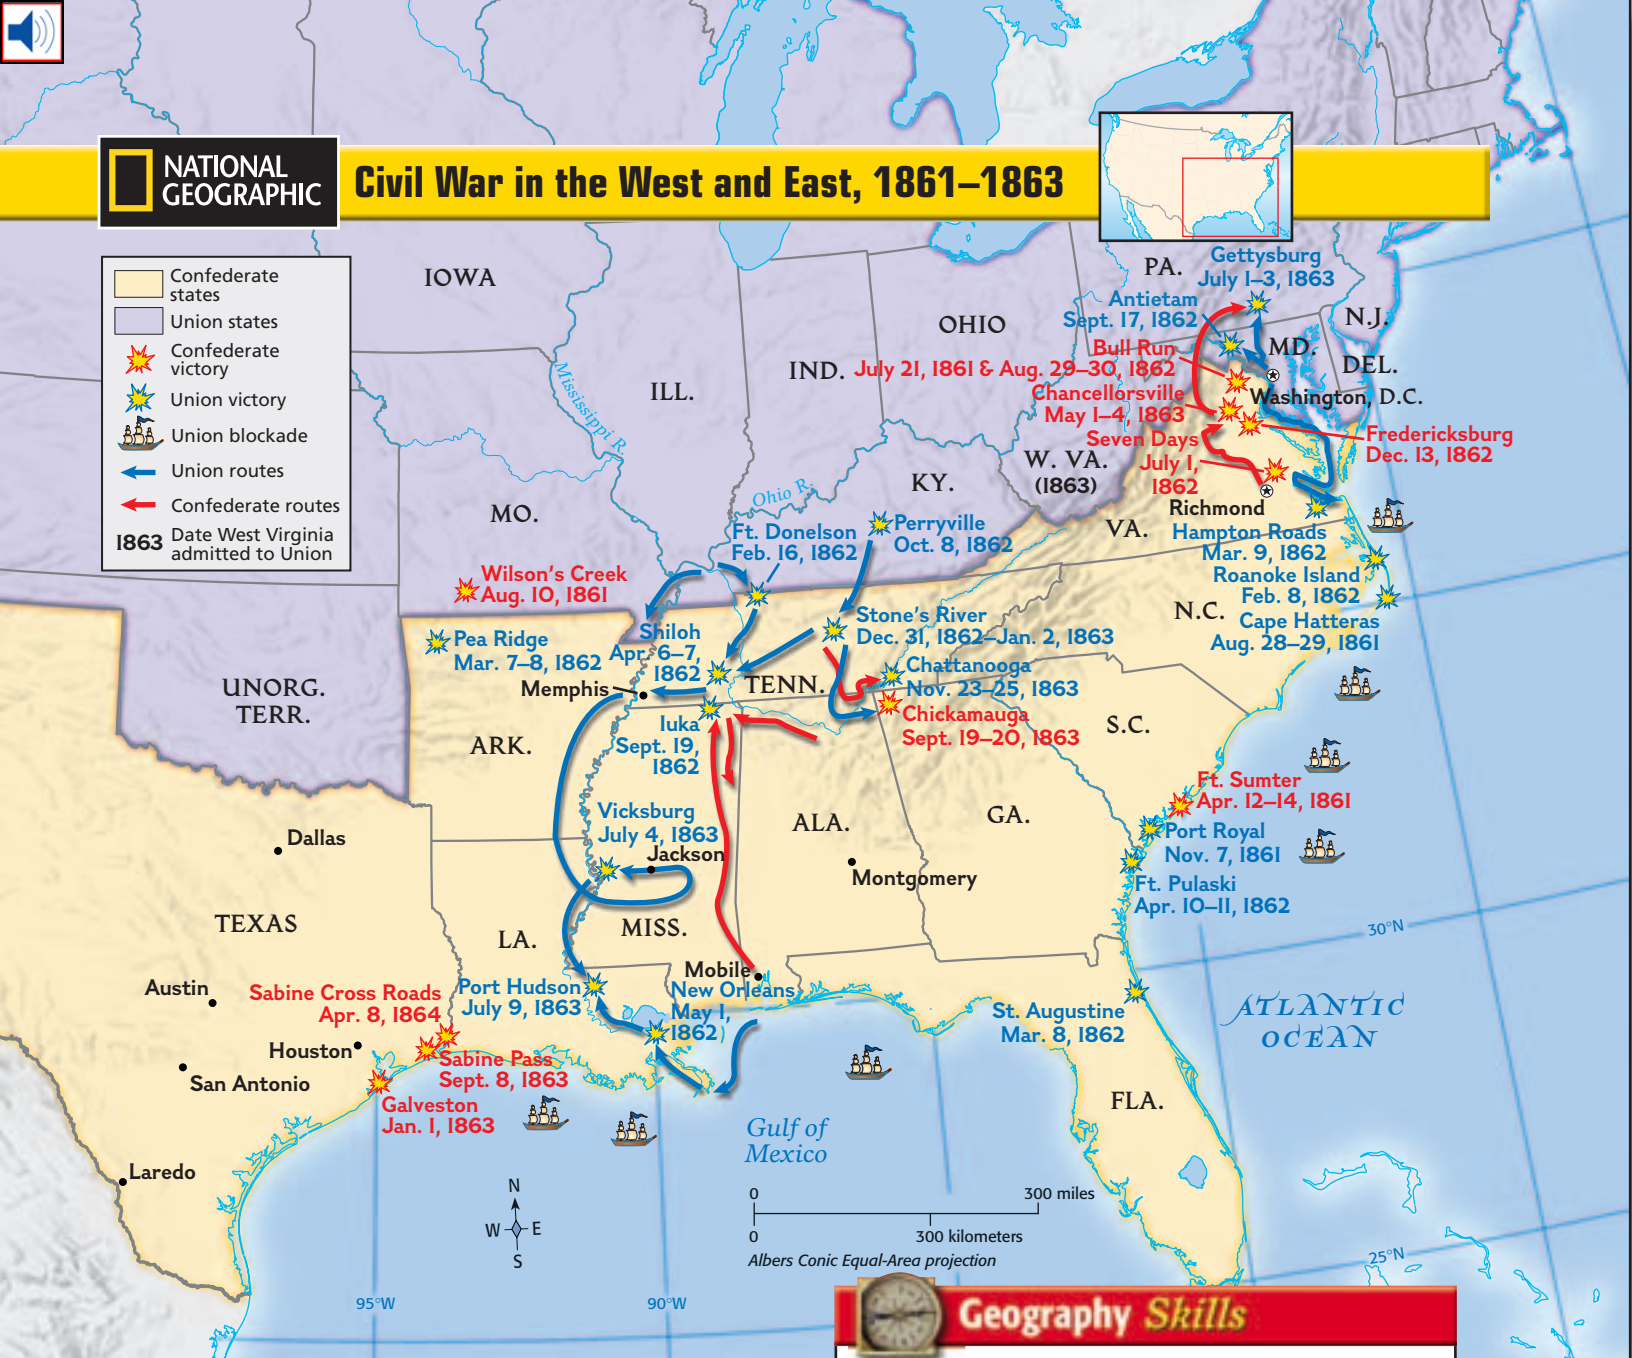 NATIONAL
GEOGRAPHIC
Civil War in the West and East, 1861–1863
Confederate
states
Union states
Confederate
victory
Union victory
Union blockade
Union routes
Confederate routes
1863 Date West Virginia
admitted to Union
IOWA
ILL.
IND.
OHIO
PA.
N.J.
MD.
DEL.
MO.
KY.
W. VA.
(1863)
VA.
N.C.
S.C.
TENN.
ARK.
UNORG.
TERR.
TEXAS
LA.
MISS.
ALA.
GA.
FLA.
Mississippi R.
Ohio R.
Gettysburg
July 1–3, 1863
Antietam
Sept. 17, 1862
Bull Run
July 21, 1861 & Aug. 29–30, 1862
Chancellorsville
May 1–4, 1863
Washington, D.C.
Seven Days
July 1,
1862
Fredericksburg
Dec. 13, 1862
Richmond
Hampton Roads
Mar. 9, 1862
Roanoke Island
Feb. 8, 1862
Cape Hatteras
Aug. 28–29, 1861
Ft. Donelson
Feb. 16, 1862
Perryville
Oct. 8, 1862
Wilson's Creek
Aug. 10, 1861
Pea Ridge
Mar. 7–8, 1862
Shiloh
Apr. 6–7,
1862
Stone's River
Dec. 31, 1862–Jan. 2, 1863
Chattanooga
Nov. 23–25, 1863
Chickamauga
Sept. 19–20, 1863
Memphis
Iuka
Sept. 19,
1862
Vicksburg
July 4, 1863
Jackson
Montgomery
Ft. Sumter
Apr. 12–14, 1861
Port Royal
Nov. 7, 1861
Ft. Pulaski
Apr. 10–11, 1862
Dallas
Austin
Houston
San Antonio
Laredo
Sabine Cross Roads
Apr. 8, 1864
Sabine Pass
Sept. 8, 1863
Galveston
Jan. 1, 1863
Port Hudson
July 9, 1863
Mobile
New Orleans
May 1,
1862
St. Augustine
Mar. 8, 1862
ATLANTIC
OCEAN
Gulf of
Mexico
30°N
25°N
95°W
90°W
N
W E
S
0 300 miles
0 300 kilometers
Albers Conic Equal-Area projection
Geography Skills